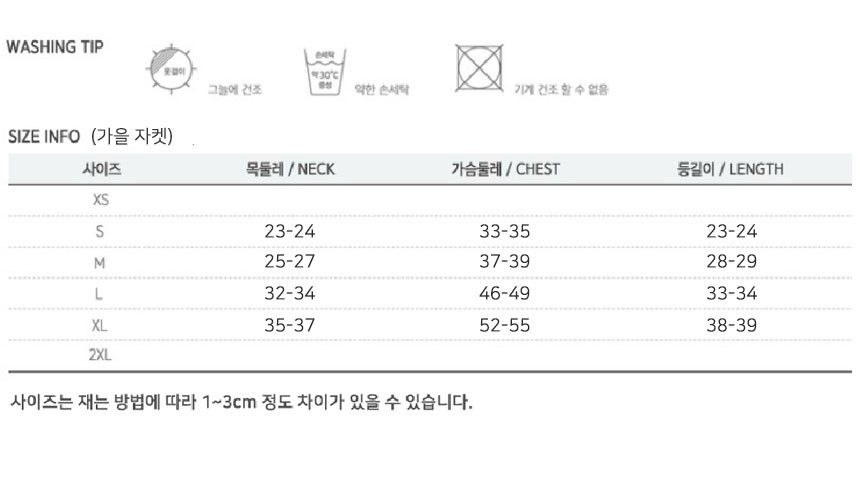 WASHING TIP
옷걸이
그늘에 건조
손세탁
약 30℃
중성
약한 손세탁
기계 건조 할 수 없음
SIZE INFO (가을 자켓)
사이즈 목둘레 / NECK 가슴둘레 / CHEST 등길이 / LENGTH
XS
S 23-24 33-35 23-24
M 25-27 37-39 28-29
L 32-34 46-49 33-34
XL 35-37 52-55 38-39
2XL
사이즈는 재는 방법에 따라 1~3cm 정도 차이가 있을 수 있습니다.